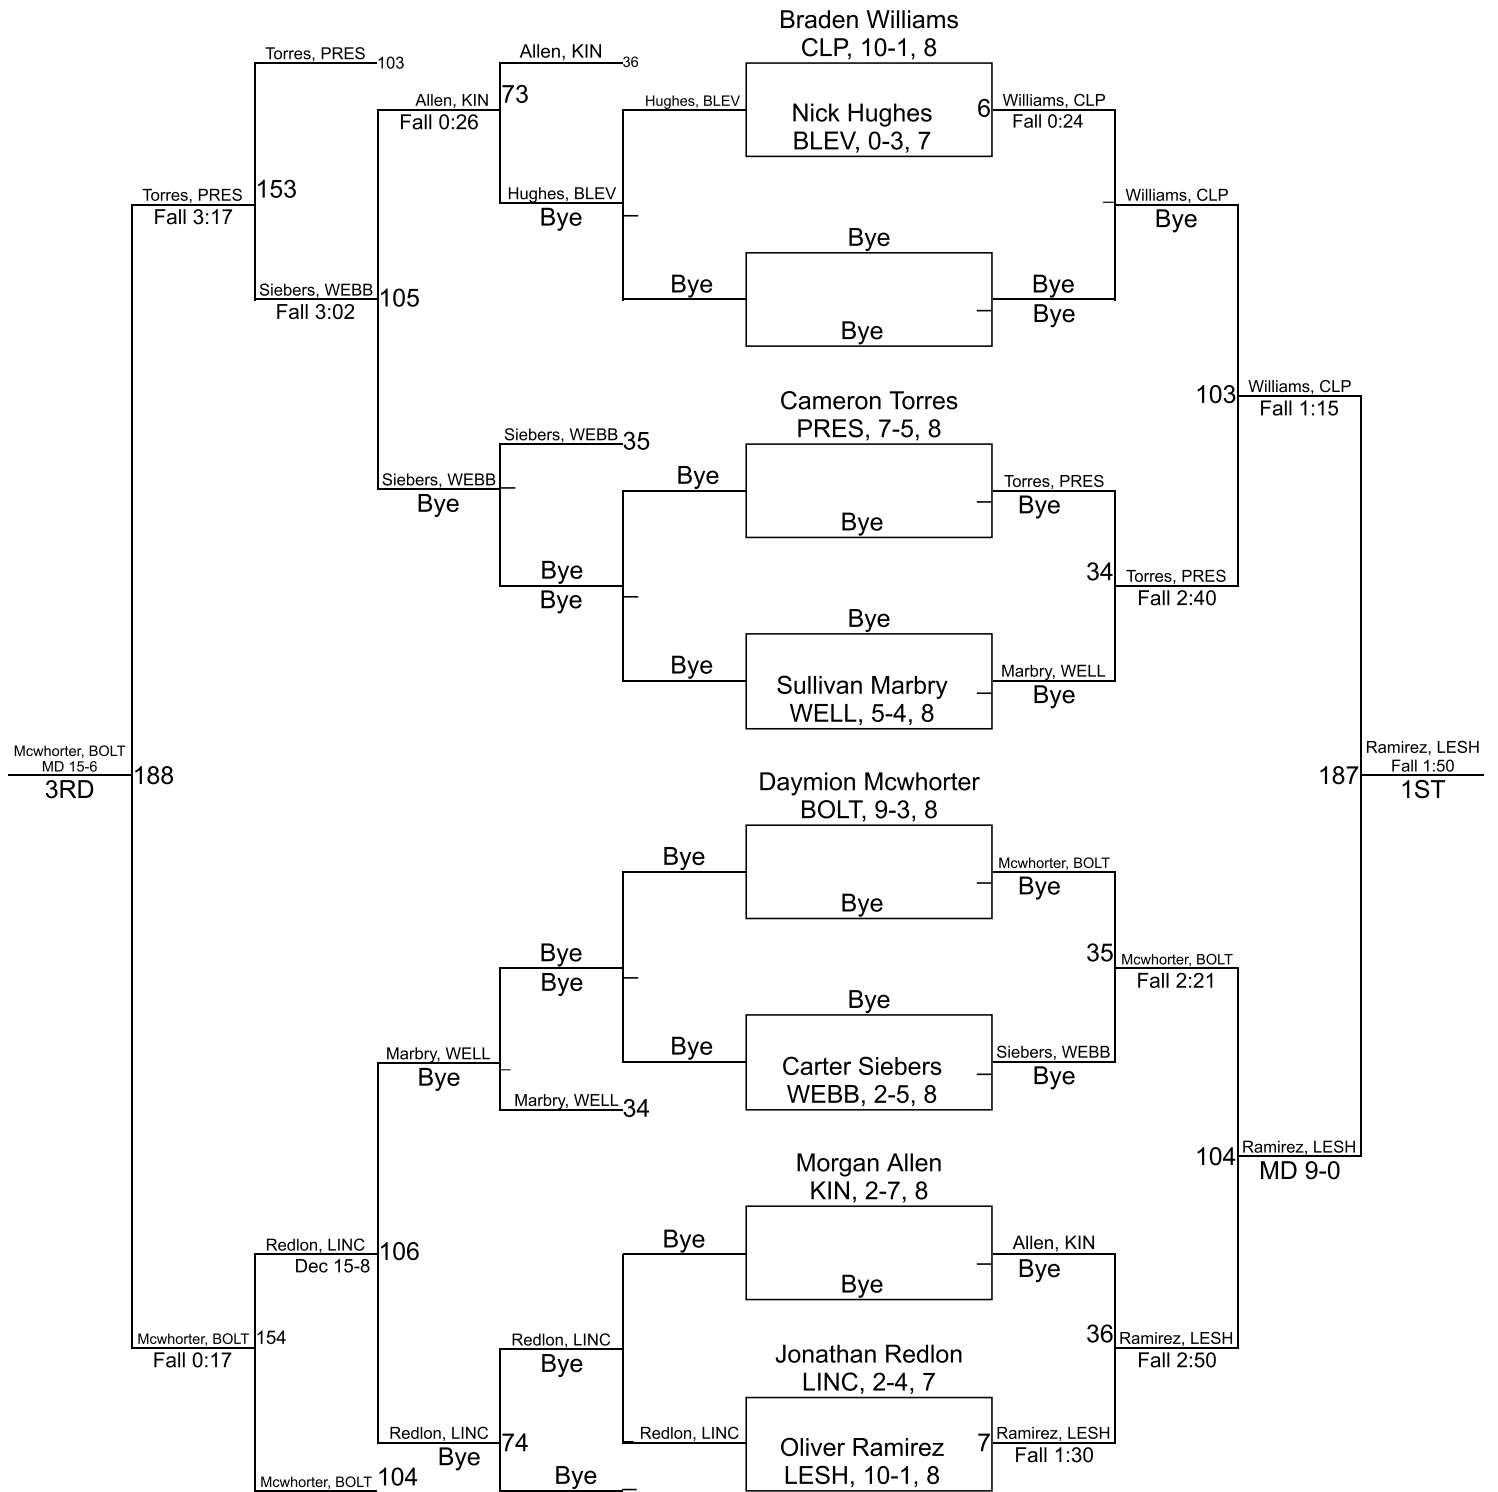 Braden Williams
CLP, 10-1, 8
Torres, PRES
103
Allen, KIN
36
Allen, KIN
73
Fall 0:26
Hughes, BLEV
Nick Hughes
BLEV, 0-3, 7
6
Williams, CLP
Fall 0:24
Torres, PRES
153
Fall 3:17
Hughes, BLEV
Bye
Williams, CLP
Bye
Bye
Siebers, WEBB
105
Fall 3:02
Bye
Bye
Bye
Bye
Cameron Torres
PRES, 7-5, 8
103
Williams, CLP
Fall 1:15
Siebers, WEBB
35
Siebers, WEBB
Bye
Bye
Bye
Torres, PRES
Bye
Bye
Bye
34
Torres, PRES
Fall 2:40
Bye
Bye
Sullivan Marbry
WELL, 5-4, 8
Marbry, WELL
Bye
Mcwhorter, BOLT
MD 15-6
3RD
188
187
Ramirez, LESH
Fall 1:50
1ST
Daymion Mcwhorter
BOLT, 9-3, 8
Bye
Bye
Mcwhorter, BOLT
Bye
Bye
Bye
35
Mcwhorter, BOLT
Fall 2:21
Bye
Marbry, WELL
Bye
Bye
Carter Siebers
WEBB, 2-5, 8
Siebers, WEBB
Bye
Marbry, WELL
34
Morgan Allen
KIN, 2-7, 8
104
Ramirez, LESH
MD 9-0
Redlon, LINC
106
Dec 15-8
Bye
Bye
Allen, KIN
Bye
Mcwhorter, BOLT
154
Fall 0:17
Redlon, LINC
Bye
Jonathan Redlon
LINC, 2-4, 7
36
Ramirez, LESH
Fall 2:50
Redlon, LINC
74
Bye
Redlon, LINC
Oliver Ramirez
LESH, 10-1, 8
7
Ramirez, LESH
Fall 1:30
Mcwhorter, BOLT
104
Bye